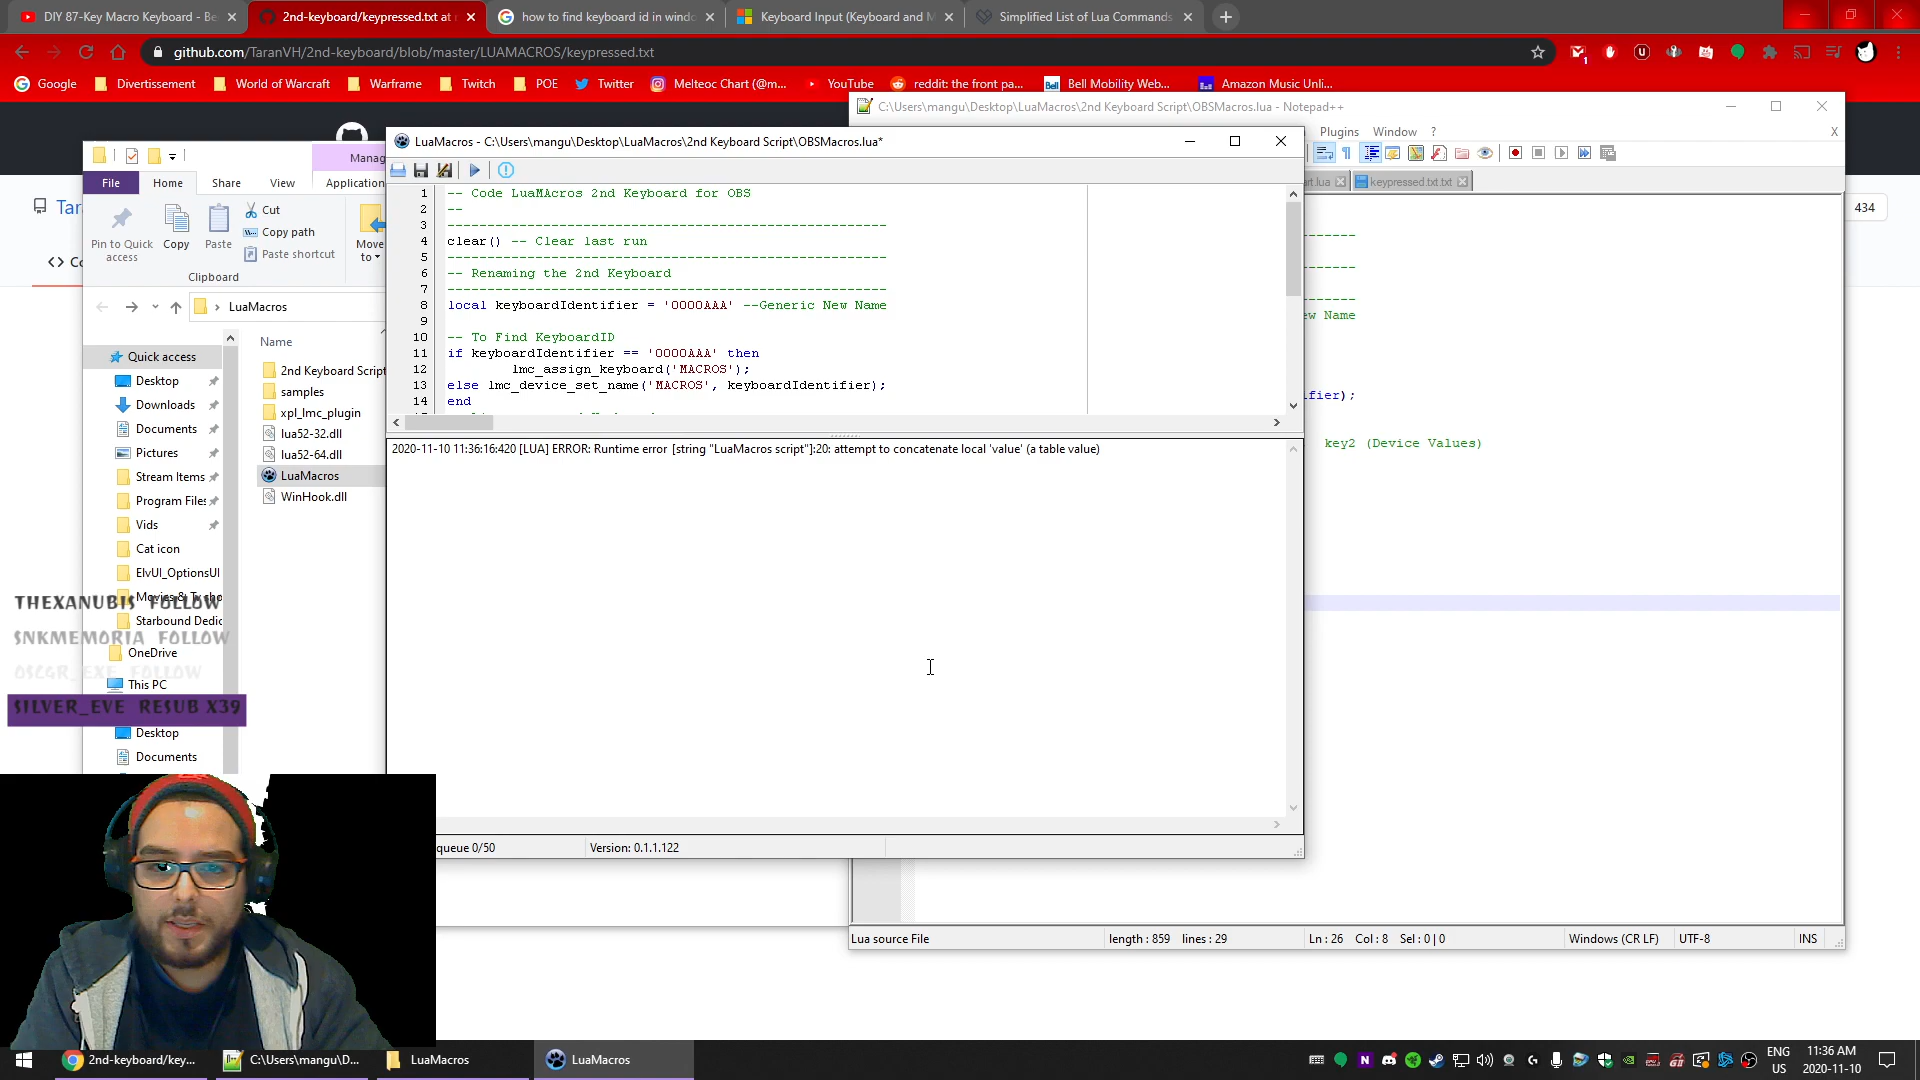 DIY 87-Key Macro Keyboard - Be
2nd-keyboard/keypressed.txt at
how to find keyboard id in windo
Keyboard Input (Keyboard and M
Simplified List of Lua Commands
github.com/TaranVH/2nd-keyboard/blob/master/LUAMACROS/keypressed.txt
Google
Divertissement
World of Warcraft
Warframe
Twitch
POE
Twitter
Melteoc Chart (@m...
YouTube
reddit: the front pa...
Bell Mobility Web...
Amazon Music Unli...
C:\Users\mangu\Desktop\LuaMacros\2nd Keyboard Script\OBSMacros.lua - Notepad++
Plugins Window ? X
rt.lua
keypressed.txt.txt
434
Tar
Co
Manag
File Home Share View Application
Pin to Quick access
Copy
Paste
Cut
Copy path
Paste shortcut
Move to
Clipboard
LuaMacros
Name
Quick access
Desktop
Downloads
Documents
Pictures
Stream Items
Program Files
Vids
Cat icon
ElvUI_OptionsUI
Movies & Tv sho
Starbound Dedic
OneDrive
This PC
Desktop
Documents
2nd Keyboard Script
samples
xpl_lmc_plugin
lua52-32.dll
lua52-64.dll
LuaMacros
WinHook.dll
THEXANUBIS FOLLOW
SNKMEMORIA FOLLOW
OSCGR_EXE FOLLOW
SILVER_EVE RESUB X39
LuaMacros - C:\Users\mangu\Desktop\LuaMacros\2nd Keyboard Script\OBSMacros.lua*
1 -- Code LuaMAcros 2nd Keyboard for OBS
2 --
3 -------------------------------------------------------
4 clear() -- Clear last run
5 -------------------------------------------------------
6 -- Renaming the 2nd Keyboard
7 -------------------------------------------------------
8 local keyboardIdentifier = '0000AAA' --Generic New Name
9
10 -- To Find KeyboardID
11 if keyboardIdentifier == '0000AAA' then
12 lmc_assign_keyboard('MACROS');
13 else lmc_device_set_name('MACROS', keyboardIdentifier);
14 end
2020-11-10 11:36:16:420 [LUA] ERROR: Runtime error [string "LuaMacros script"]:20: attempt to concatenate local 'value' (a table value)
queue 0/50
Version: 0.1.1.122
-------
-------
-------
ew Name
ifier);
key2 (Device Values)
Lua source File
length : 859 lines : 29
Ln : 26 Col : 8 Sel : 0 | 0
Windows (CR LF)
UTF-8
INS
2nd-keyboard/key...
C:\Users\mangu\D...
LuaMacros
LuaMacros
ENG
US
11:36 AM
2020-11-10